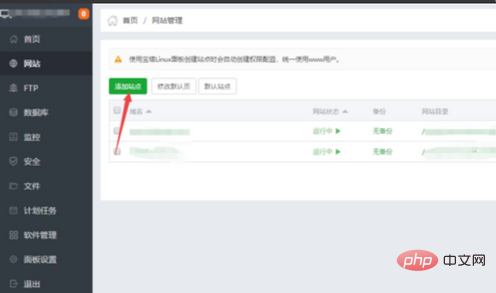 0
首页 / 网站管理
首页
网站
FTP
数据库
监控
安全
文件
计划任务
软件管理
面板设置
退出
使用宝塔Linux面板创建站点时会自动创建权限配置，统一使用www用户。
添加站点 修改默认页 默认站点
域名 网站状态 备份 网站目录
运行中 无备份 /
运行中 无备份 /
php 中文网